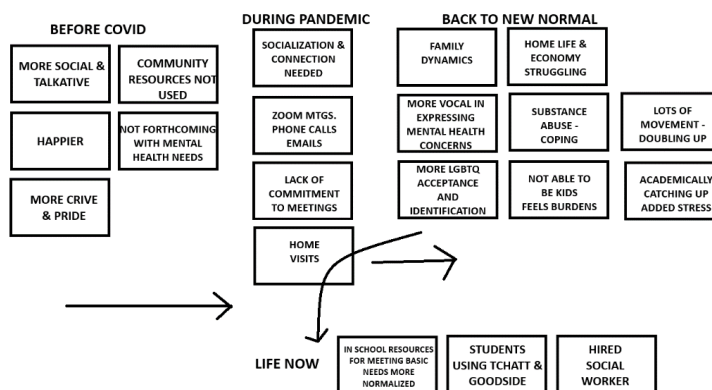 BEFORE COVID
MORE SOCIAL &
TALKATIVE
COMMUNITY
RESOURCES NOT
USED
HAPPIER
NOT FORTHCOMING
WITH MENTAL
HEALTH NEEDS
MORE CRIVE
& PRIDE
DURING PANDEMIC
SOCIALIZATION &
CONNECTION
NEEDED
ZOOM MTGS.
PHONE CALLS
EMAILS
LACK OF
COMMITMENT
TO MEETINGS
HOME
VISITS
BACK TO NEW NORMAL
FAMILY
DYNAMICS
HOME LIFE &
ECONOMY
STRUGGLING
MORE VOCAL IN
EXPRESSING
MENTAL HEALTH
CONCERNS
SUBSTANCE
ABUSE -
COPING
LOTS OF
MOVEMENT -
DOUBLING UP
MORE LGBTQ
ACCEPTANCE
AND
IDENTIFICATION
NOT ABLE TO
BE KIDS
FEELS BURDENS
ACADEMICALLY
CATCHING UP
ADDED STRESS
LIFE NOW
IN SCHOOL RESOURCES
FOR MEETING BASIC
NEEDS MORE
NORMALIZED
STUDENTS
USING TCHATT &
GOODSIDE
HIRED
SOCIAL
WORKER